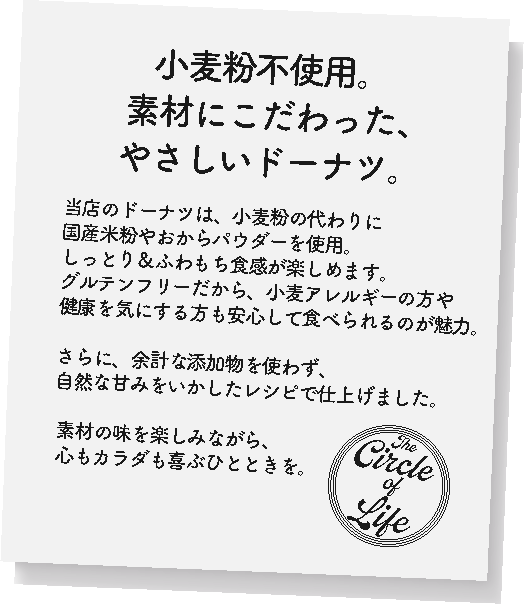 小麦粉不使用。
素材にこだわった、
やさしいドーナツ。
当店のドーナツは、小麦粉の代わりに
国産米粉やおからパウダーを使用。
しっとり＆ふわもち食感が楽しめます。
グルテンフリーだから、小麦アレルギーの方や
健康を気にする方も安心して食べられるのが魅力。
さらに、余計な添加物を使わず、
自然な甘みをいかしたレシピで仕上げました。
素材の味を楽しみながら、
心もカラダも喜ぶひとときを。
The
Circle
of
Life